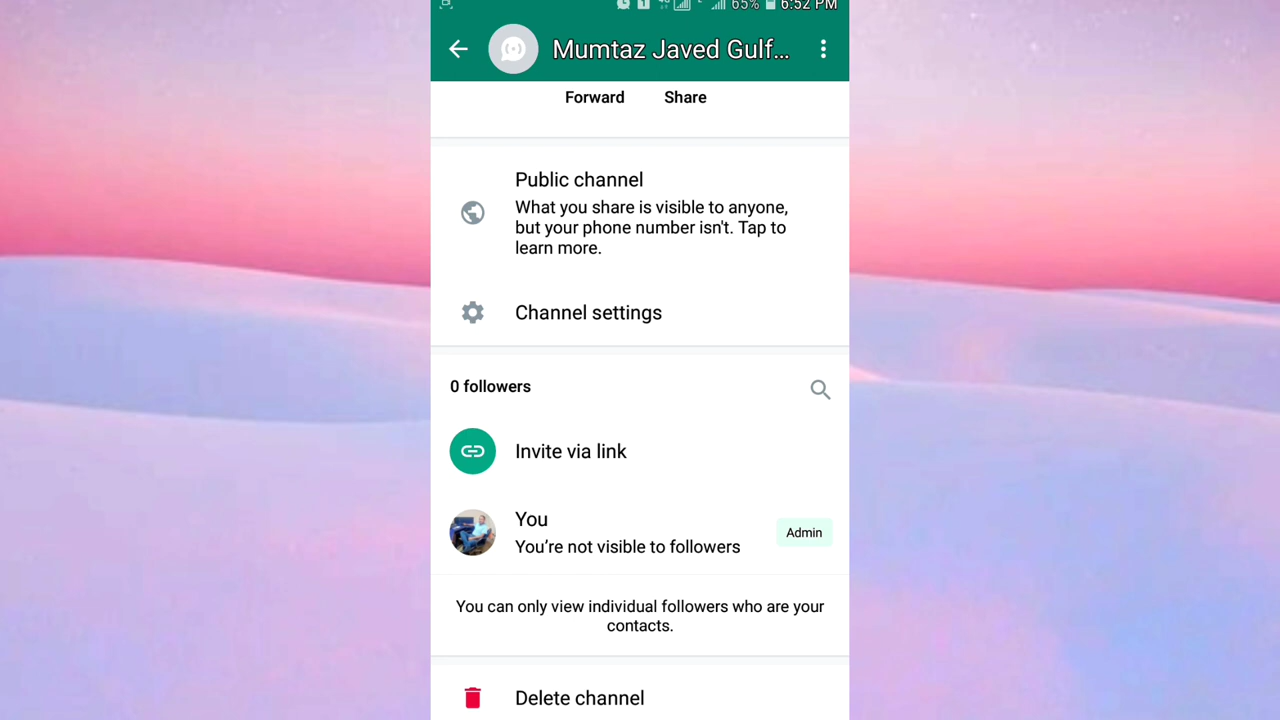 65% 6:52 PM
Mumtaz Javed Gulf...
Forward Share
Public channel
What you share is visible to anyone,
but your phone number isn't. Tap to
learn more.
Channel settings
0 followers
Invite via link
You
You’re not visible to followers
Admin
You can only view individual followers who are your
contacts.
Delete channel